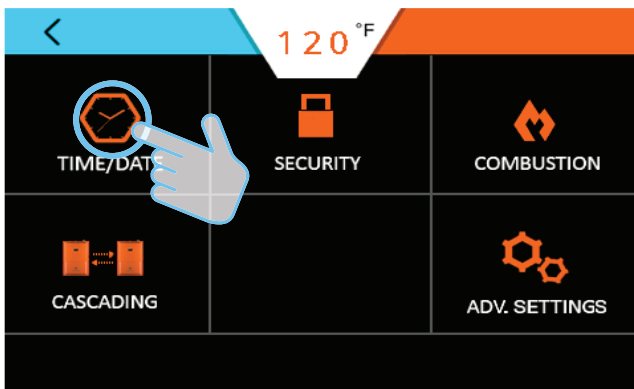 120 °F
TIME/DATE
SECURITY
COMBUSTION
CASCADING
ADV. SETTINGS